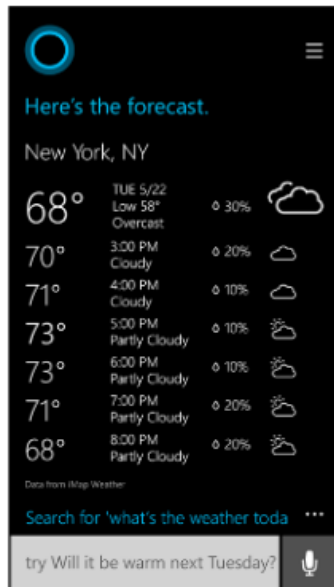 Here's the forecast.
New York, NY
68° TUE 5/22 Low 58° Overcast 30%
70° 3:00 PM Cloudy 20%
71° 4:00 PM Cloudy 10%
73° 5:00 PM Partly Cloudy 10%
73° 6:00 PM Partly Cloudy 10%
71° 7:00 PM Partly Cloudy 20%
68° 8:00 PM Partly Cloudy 20%
Data from iMap Weather
Search for 'what's the weather toda ...
try Will it be warm next Tuesday?